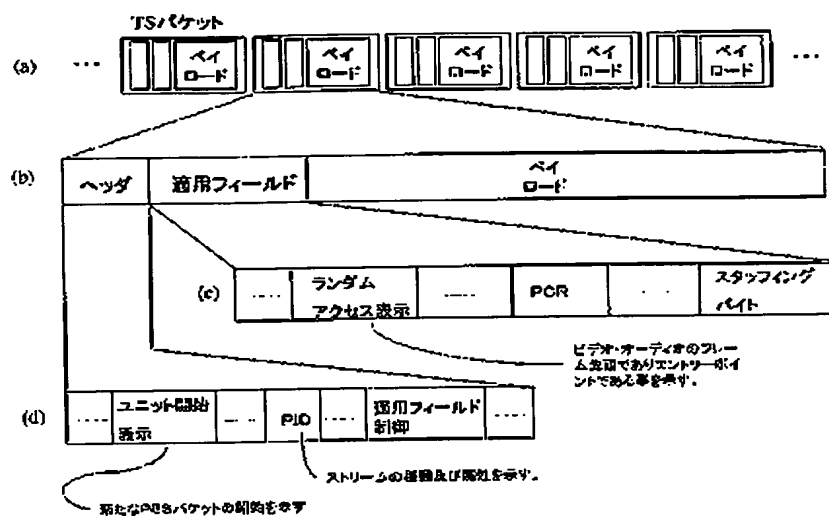 TSパケット
(a) ... ペイ ペイ ペイ ペイ ペイ ...
ロード ロード ロード ロード ロード
(b) ヘッダ 適用フィールド ペイ
ロード
(c) ..... ランダム ..... PCR ... スタッフィング
アクセス表示 バイト
ビデオ・オーディオのフレー
ム先頭でありエントリーポイ
ントである事を示す。
(d) ..... ユニット開始 ..... PID ..... 適用フィールド .....
表示 制御
ストリームの種別及び属性を示す。
新たなPESパケットの開始を示す